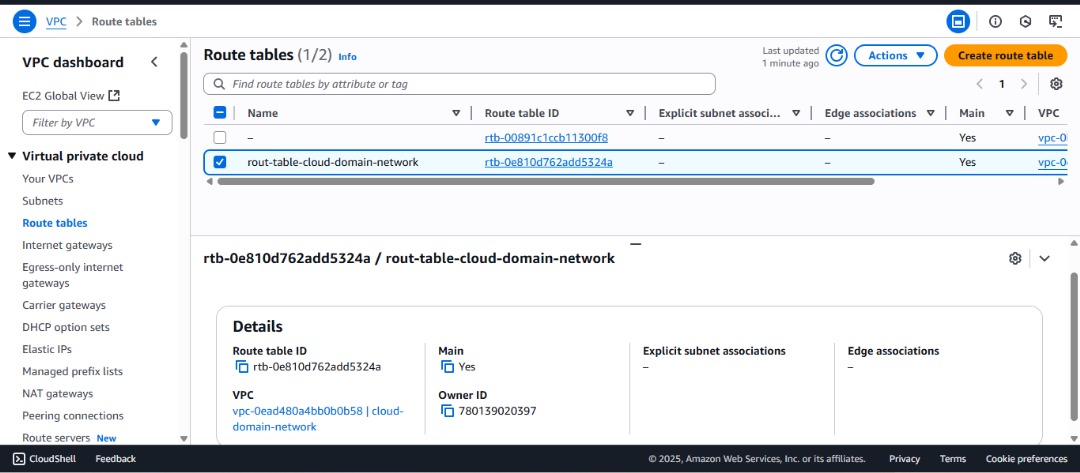 VPC > Route tables
VPC dashboard
EC2 Global View
Filter by VPC
Virtual private cloud
Your VPCs
Subnets
Route tables
Internet gateways
Egress-only internet
gateways
Carrier gateways
DHCP option sets
Elastic IPs
Managed prefix lists
NAT gateways
Peering connections
Route servers New
Route tables (1/2) Info
Last updated
1 minute ago
Actions
Create route table
Find route tables by attribute or tag
1
Name Route table ID Explicit subnet associ... Edge associations Main VPC
– rtb-00891c1ccb11300f8 – – Yes vpc-0
rout-table-cloud-domain-network rtb-0e810d762add5324a – – Yes vpc-0
rtb-0e810d762add5324a / rout-table-cloud-domain-network
Details
Route table ID
rtb-0e810d762add5324a
Main
Yes
Explicit subnet associations
–
Edge associations
–
VPC
vpc-0ead480a4bb0b0b58 | cloud-
domain-network
Owner ID
780139020397
CloudShell Feedback © 2025, Amazon Web Services, Inc. or its affiliates. Privacy Terms Cookie preferences